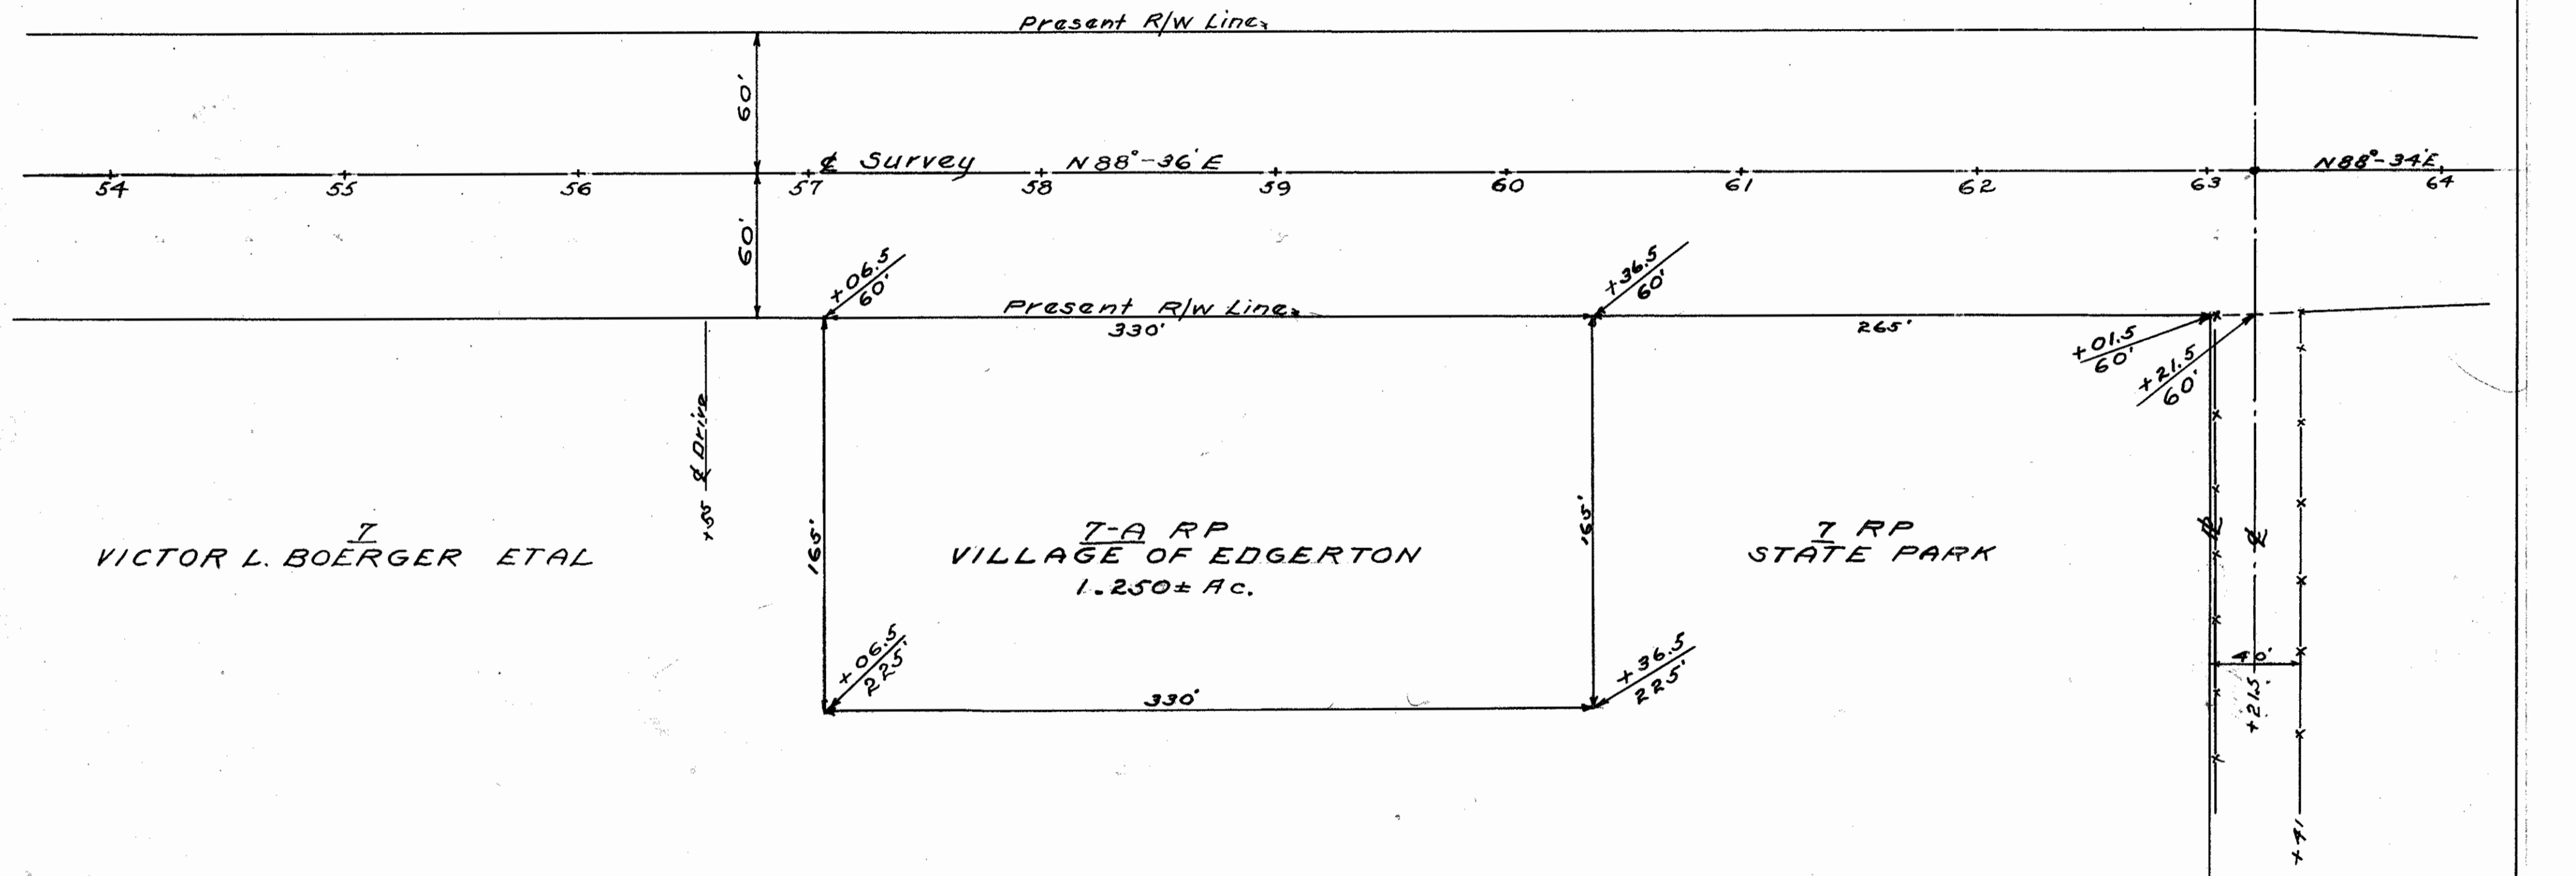 Present R/W Line
60'
℄ Survey N88°-36'E
N88°-34'E
54 55 56 57 58 59 60 61 62 63 64
60'
+06.5
60'
+36.5
60'
Present R/W Line
330'
265'
+01.5
60'
+21.5
60'
+55 ℄ Drive
165'
165'
7
VICTOR L. BOERGER ETAL
7-A RP
VILLAGE OF EDGERTON
1.250± Ac.
7 RP
STATE PARK
℄
+06.5
225'
+36.5
225'
330'
40'
+21.5
+41